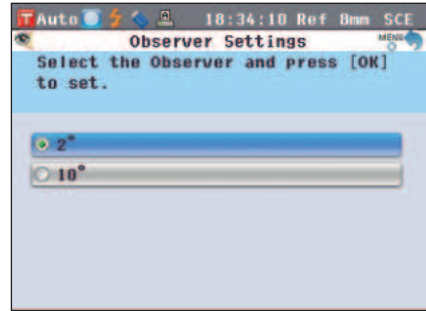 T Auto A 18:34:10 Ref 8mm SCE
Observer Settings MENU
Select the Observer and press [OK]
to set.
2°
10°